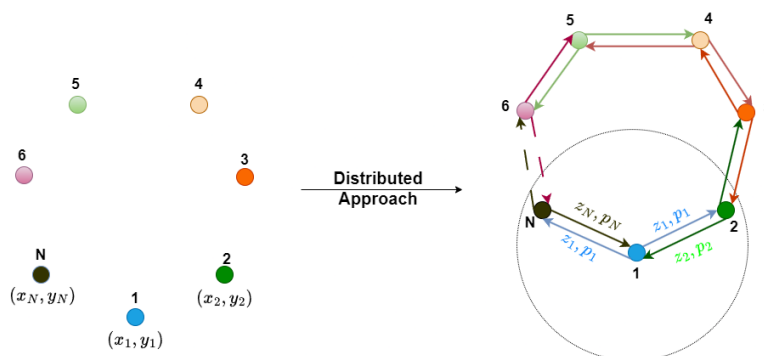 5
4
6
3
N
(x_N, y_N)
2
(x_2, y_2)
1
(x_1, y_1)
Distributed
Approach
5
4
6
N
z_N, p_N
z_1, p_1
z_1, p_1
z_2, p_2
2
1